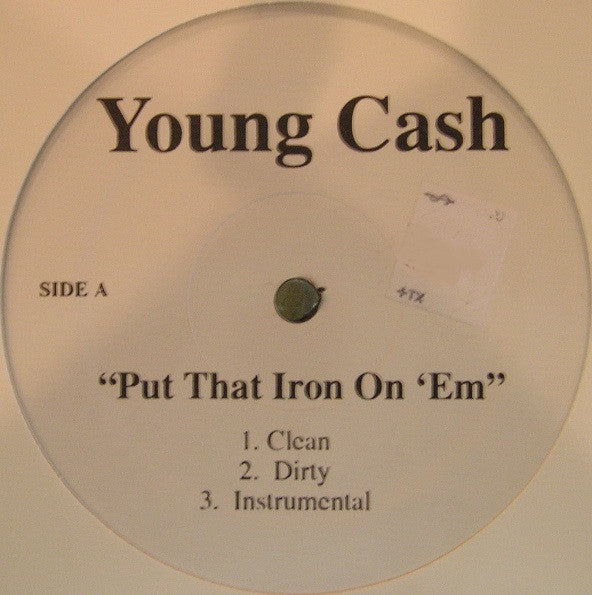 Young Cash
SIDE A
“Put That Iron On ‘Em”
1. Clean
2. Dirty
3. Instrumental